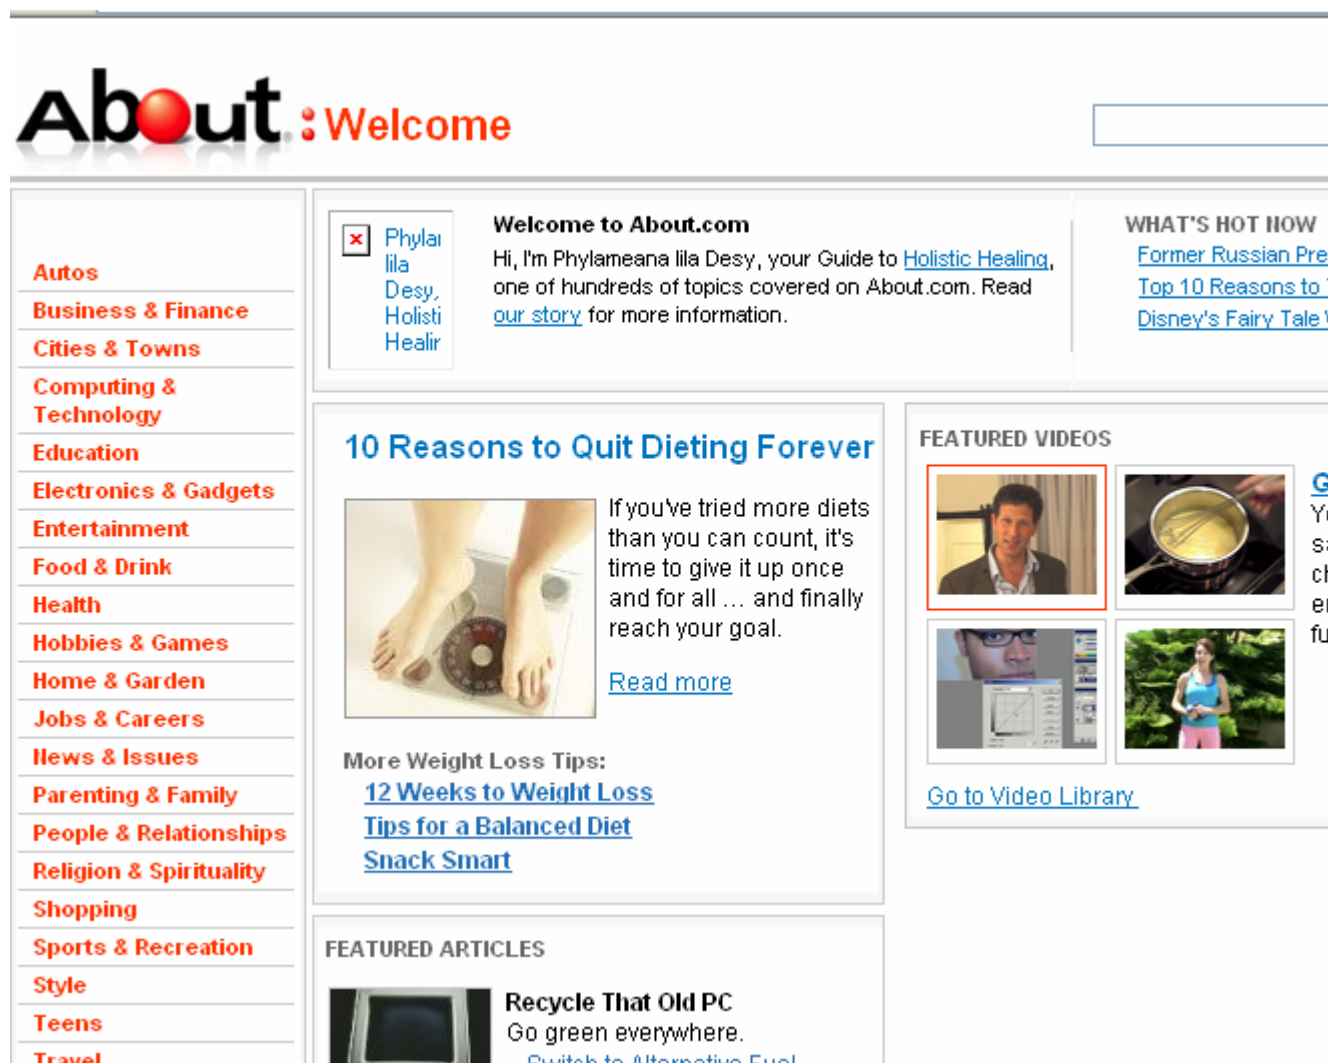 About : Welcome
Autos
Business & Finance
Cities & Towns
Computing &
Technology
Education
Electronics & Gadgets
Entertainment
Food & Drink
Health
Hobbies & Games
Home & Garden
Jobs & Careers
News & Issues
Parenting & Family
People & Relationships
Religion & Spirituality
Shopping
Sports & Recreation
Style
Teens
Travel
lila
Desy,
Welcome to About.com
Hi, I'm Phylameana lila Desy, your Guide to Holistic Healing,
one of hundreds of topics covered on About.com. Read
our story for more information.
WHAT'S HOT NOW
Former Russian
Top 10 Reasons to
Disney's Fairy Tale
10 Reasons to Quit Dieting Forever
If you've tried more diets
than you can count, it's
time to give it up once
and for all ... and finally
reach your goal.
Read more
More Weight Loss Tips:
12 Weeks to Weight Loss
Tips for a Balanced Diet
Snack Smart
FEATURED VIDEOS
Go to Video Library
FEATURED ARTICLES
Recycle That Old PC
Go green everywhere.
Switch to Alternative Fuel